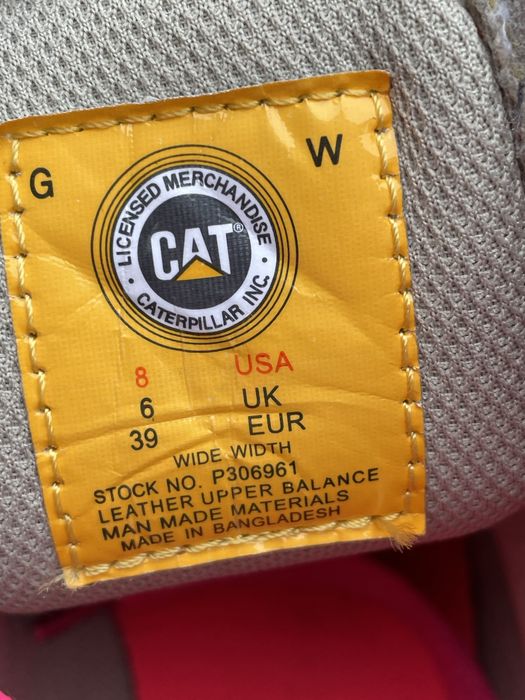 G W
LICENSED MERCHANDISE
CAT®
CATERPILLAR INC.
8 USA
6 UK
39 EUR
WIDE WIDTH
STOCK NO. P306961
LEATHER UPPER BALANCE
MAN MADE MATERIALS
MADE IN BANGLADESH